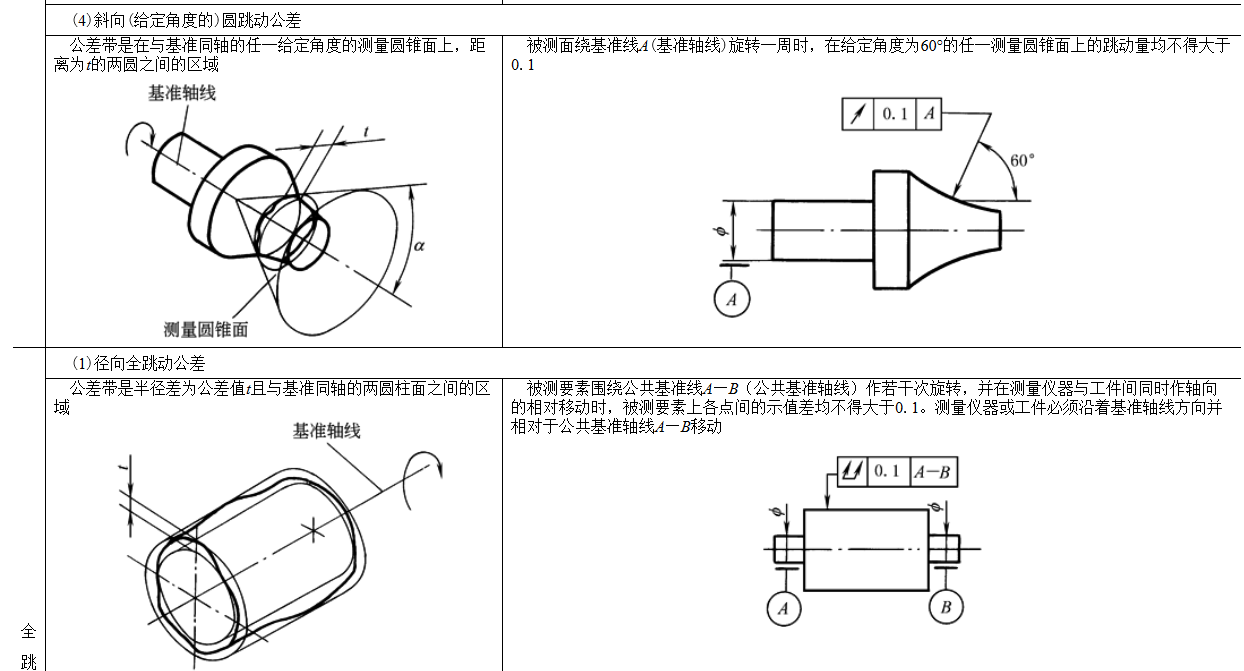 (4)斜向(给定角度的)圆跳动公差
公差带是在与基准同轴的任一给定角度的测量圆锥面上，距
离为t的两圆之间的区域
基准轴线
t
α
测量圆锥面
被测面绕基准线A(基准轴线)旋转一周时，在给定角度为60°的任一测量圆锥面上的跳动量均不得大于
0.1
0.1 A
60°
ϕ
A
(1)径向全跳动公差
公差带是半径差为公差值t且与基准同轴的两圆柱面之间的区
域
基准轴线
t
被测要素围绕公共基准线A—B（公共基准轴线）作若干次旋转，并在测量仪器与工件间同时作轴向
的相对移动时，被测要素上各点间的示值差均不得大于0.1。测量仪器或工件必须沿着基准轴线方向并
相对于公共基准轴线A—B移动
0.1 A—B
ϕ
ϕ
A
B
全
跳